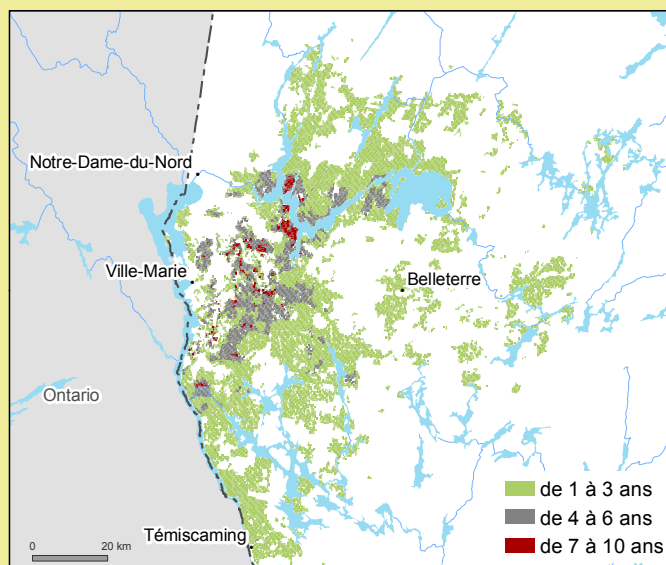 Notre-Dame-du-Nord
Ville-Marie
Belleterre
Ontario
de 1 à 3 ans
de 4 à 6 ans
Témiscaming
de 7 à 10 ans
0 20 km